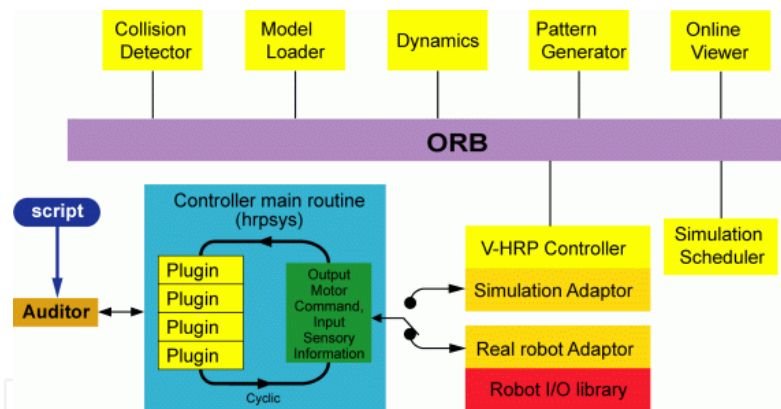 Collision
Detector
Model
Loader
Dynamics
Pattern
Generator
Online
Viewer
ORB
script
Auditor
Controller main routine
(hrpsys)
Plugin
Plugin
Plugin
Plugin
Output
Motor
Command,
Input
Sensory
Information
Cyclic
V-HRP Controller
Simulation Adaptor
Real robot Adaptor
Robot I/O library
Simulation
Scheduler